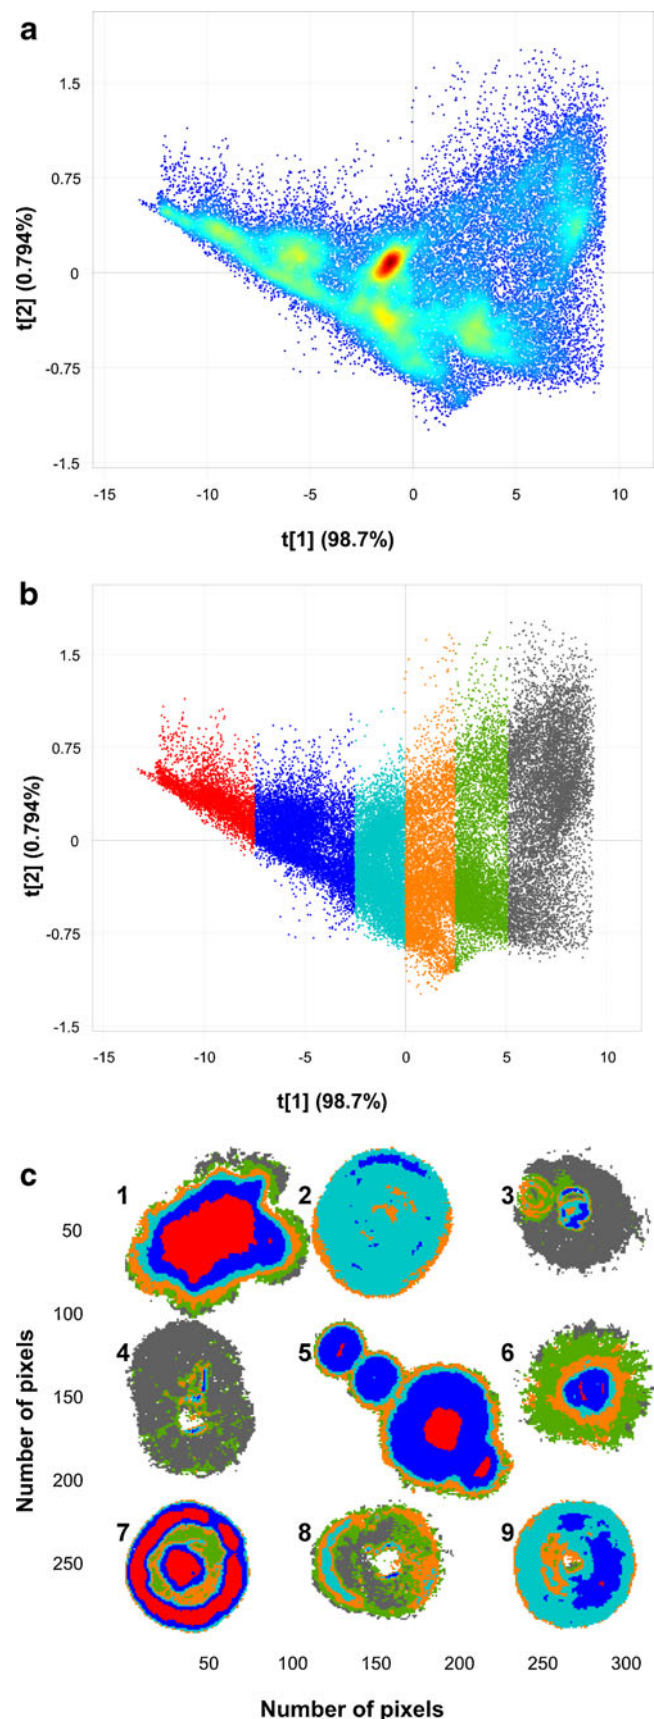 a
1.5
0.75
0
-0.75
-1.5
t[2] (0.794%)
-15 -10 -5 0 5 10
t[1] (98.7%)
b
1.5
0.75
0
-0.75
-1.5
t[2] (0.794%)
-15 -10 -5 0 5 10
t[1] (98.7%)
c
1 2 3
50
100
4 5 6
150
200
7 8 9
250
Number of pixels
50 100 150 200 250 300
Number of pixels